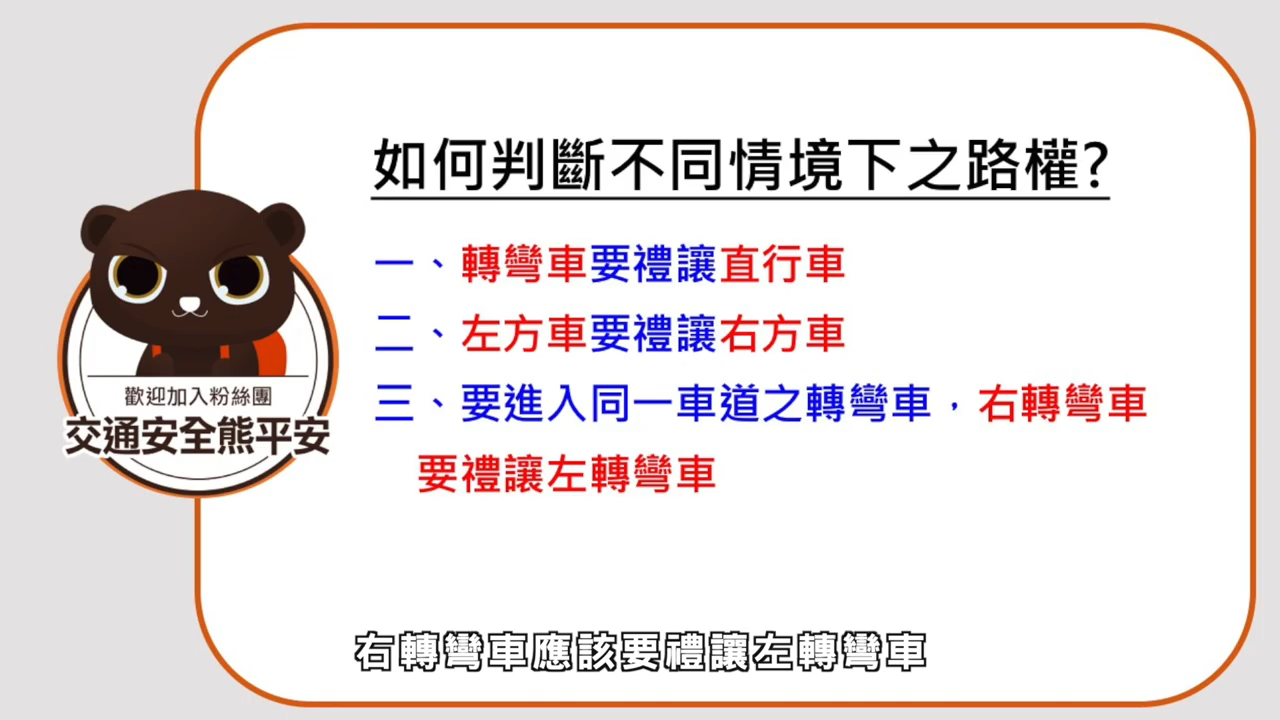 如何判斷不同情境下之路權?
一、轉彎車要禮讓直行車
二、左方車要禮讓右方車
三、要進入同一車道之轉彎車，右轉彎車
要禮讓左轉彎車
歡迎加入粉絲團
交通安全熊平安
右轉彎車應該要禮讓左轉彎車